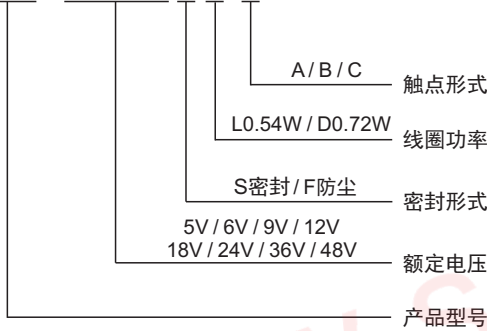 A / B / C 触点形式
L0.54W / D0.72W 线圈功率
S密封 / F防尘 密封形式
5V / 6V / 9V / 12V
18V / 24V / 36V / 48V 额定电压
产品型号